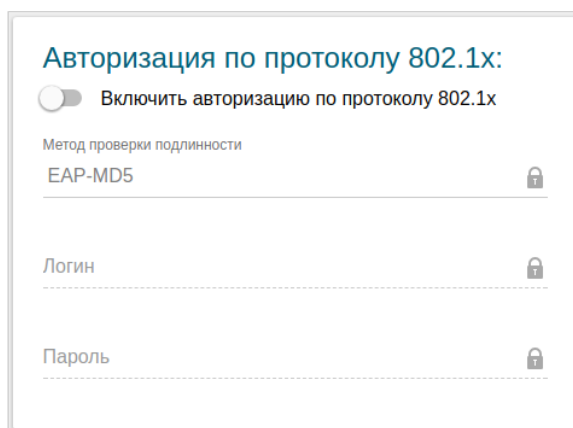 Авторизация по протоколу 802.1x:
Включить авторизацию по протоколу 802.1x
Метод проверки подлинности
EAP-MD5
Логин
Пароль